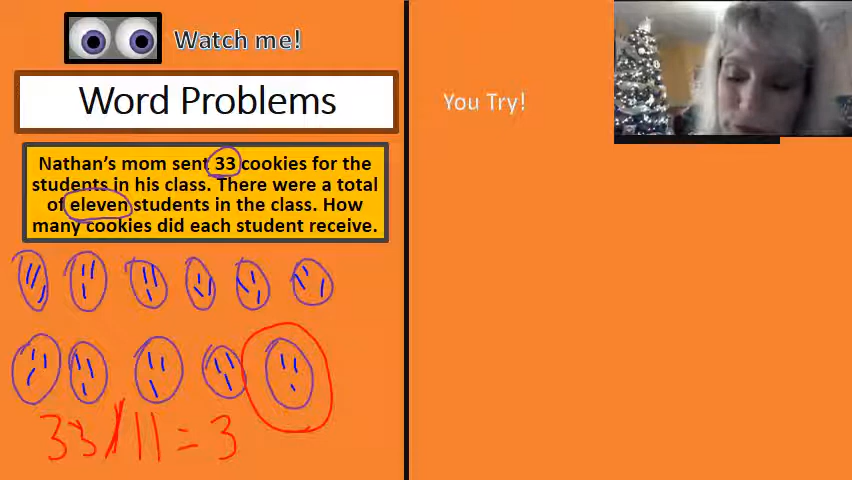 Watch me!
Word Problems
Nathan's mom sent 33 cookies for the
students in his class. There were a total
of eleven students in the class. How
many cookies did each student receive.
33/11=3
You Try!